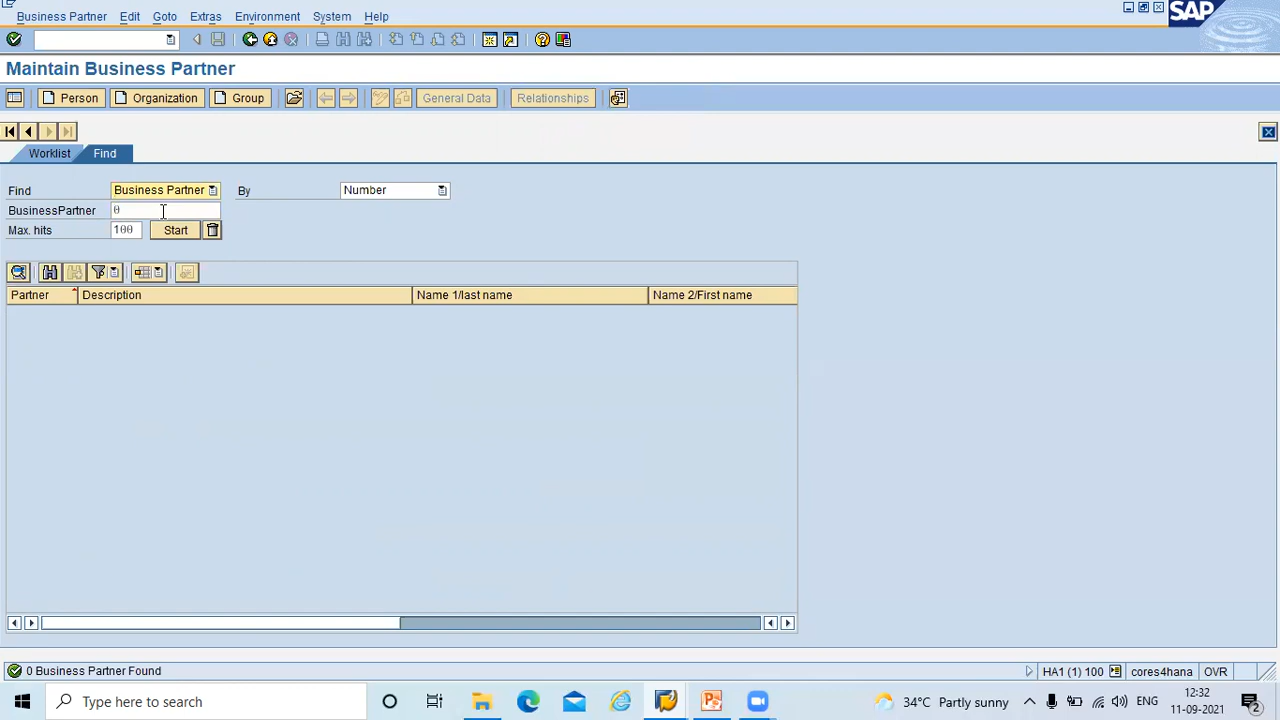 Business Partner Edit Goto Extras Environment System Help
SAP
Maintain Business Partner
Person Organization Group General Data Relationships
Worklist Find
Find Business Partner By Number
BusinessPartner 0
Max. hits 100 Start
Partner Description Name 1/last name Name 2/First name
0 Business Partner Found HA1 (1) 100 cores4hana OVR
Type here to search 34°C Partly sunny ENG 12:32
11-09-2021 2